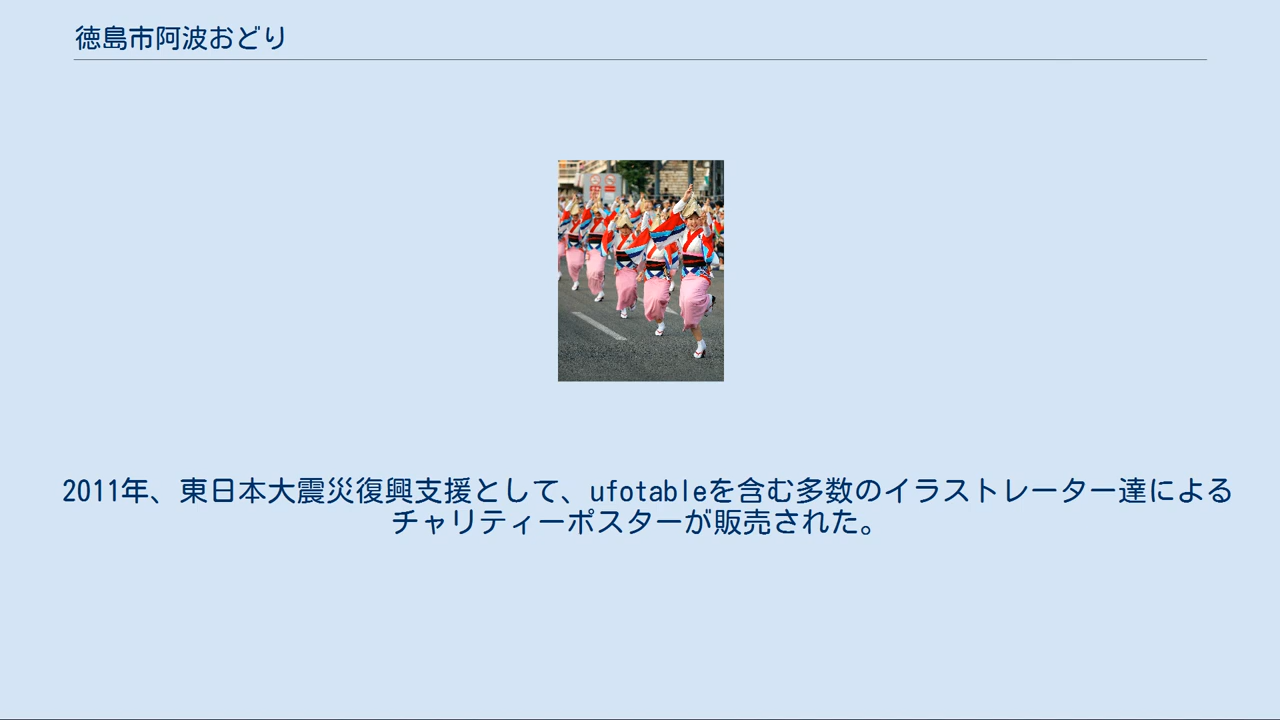 徳島市阿波おどり
2011年、東日本大震災復興支援として、ufotableを含む多数のイラストレーター達による
チャリティーポスターが販売された。